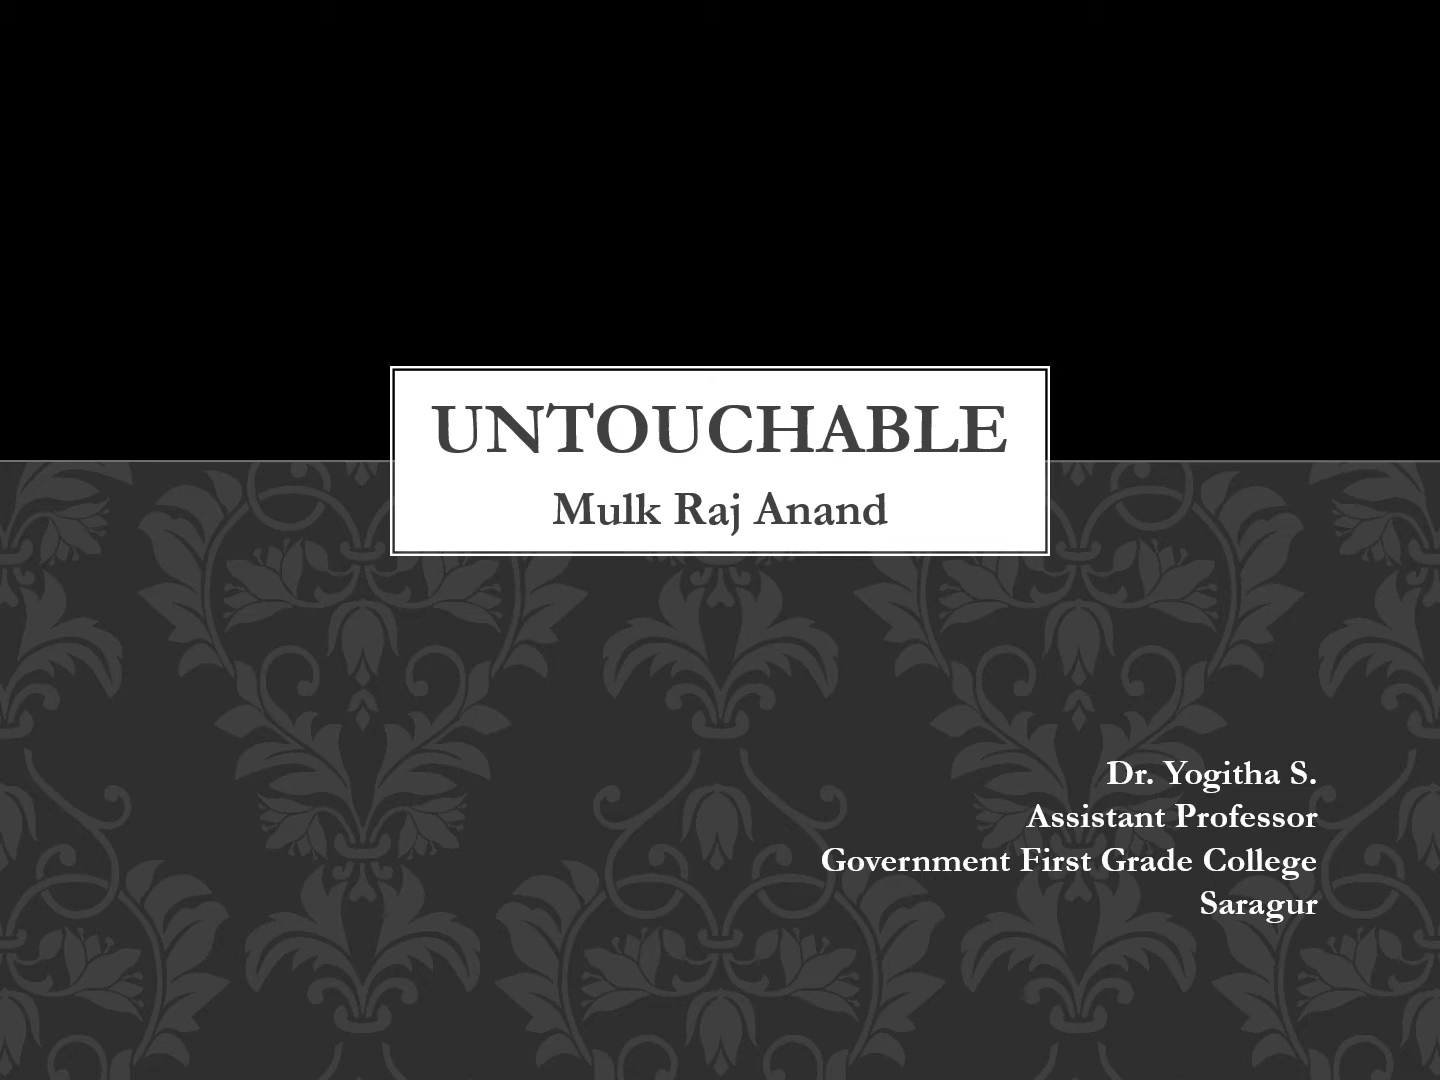 UNTOUCHABLE
Mulk Raj Anand
Dr. Yogitha S.
Assistant Professor
Government First Grade College
Saragur